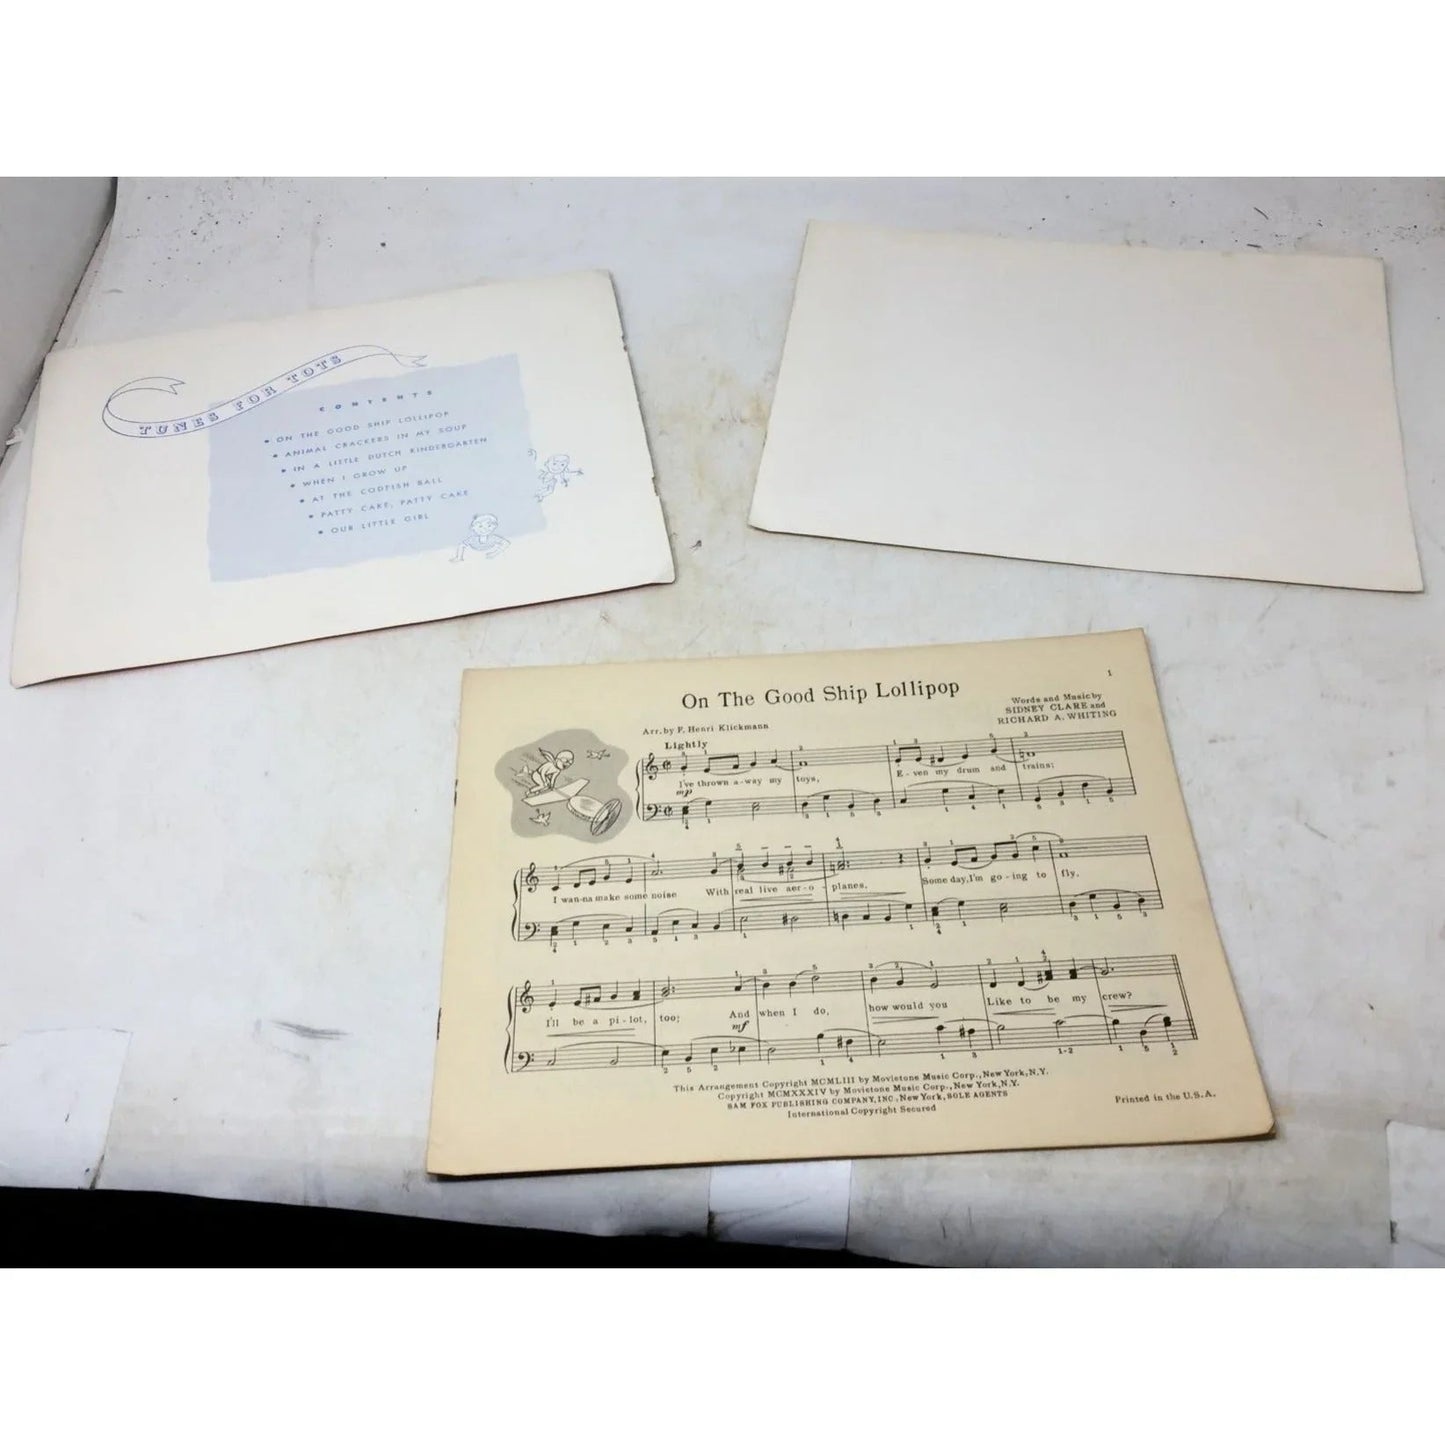 TUNES FOR TOTS
CONTENTS
• ON THE GOOD SHIP LOLLIPOP
• ANIMAL CRACKERS IN MY SOUP
• IN A LITTLE DUTCH KINDERGARTEN
• WHEN I GROW UP
• AT THE CODFISH BALL
• PATTY CAKE, PATTY CAKE
• OUR LITTLE GIRL
1
On The Good Ship Lollipop
Words and Music by
SIDNEY CLARE and
RICHARD A. WHITING
Arr. by F. Henri Klickmann
Lightly
I've thrown a-way my toys, E-ven my drum and trains;
mp
I wan-na make some noise With real live aer-o-planes. Some day, I'm go-ing to fly.
I'll be a pi-lot, too; And when I do, how would you Like to be my crew?
mf
This Arrangement Copyright MCMLIII by Movietone Music Corp., New York, N.Y.
Copyright MCMXXXIV by Movietone Music Corp., New York, N.Y.
SAM FOX PUBLISHING COMPANY, INC., New York, SOLE AGENTS
International Copyright Secured
Printed in the U.S.A.